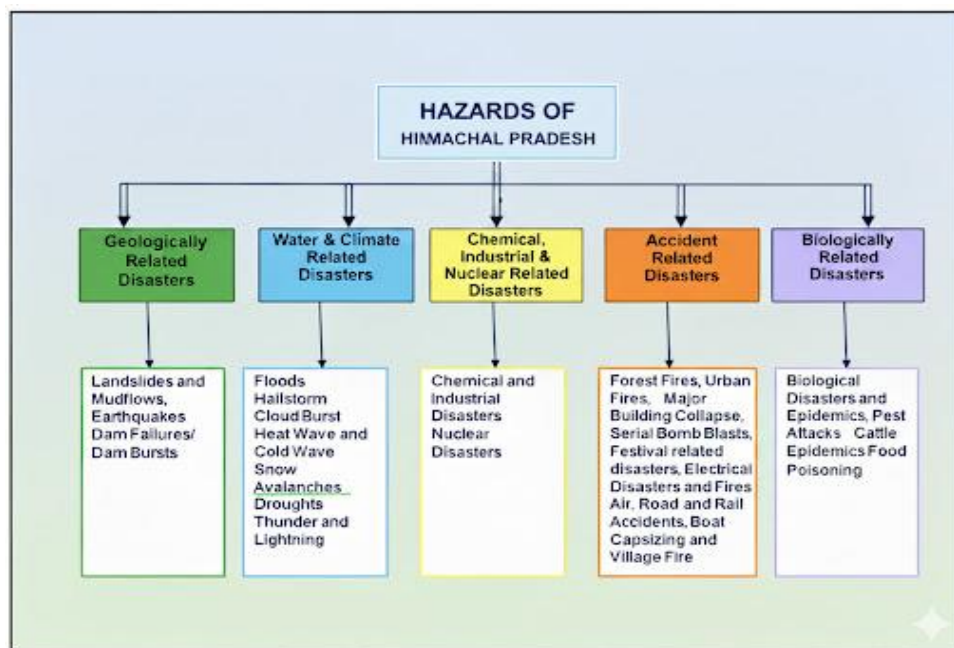 HAZARDS OF
HIMMACHAL PRADESH
Geologically
Related
Disasters
Water & Climate
Related
Disasters
Chemical,
Industrial &
Nuclear Related
Disasters
Accident
Related
Disasters
Biologically
Related
Disasters
Landslides and
Mudflows,
Earthquakes
Dam Failures/
Dam Bursts
Floods
Hailstorm
Cloud Burst
Heat Wave and
Cold Wave
Snow
Avalanches
Droughts
Thunder and
Lightning
Chemical and
Industrial
Disasters
Nuclear
Disasters
Forest Fires, Urban
Fires, Major
Building Collapse,
Serial Bomb Blasts,
Festival related
disasters, Electrical
Disasters and Fires
Air, Road and Rail
Accidents, Boat
Capsizing and
Village Fire
Biological
Disasters and
Epidemics, Pest
Attacks Cattle
Epidemics Food
Poisoning